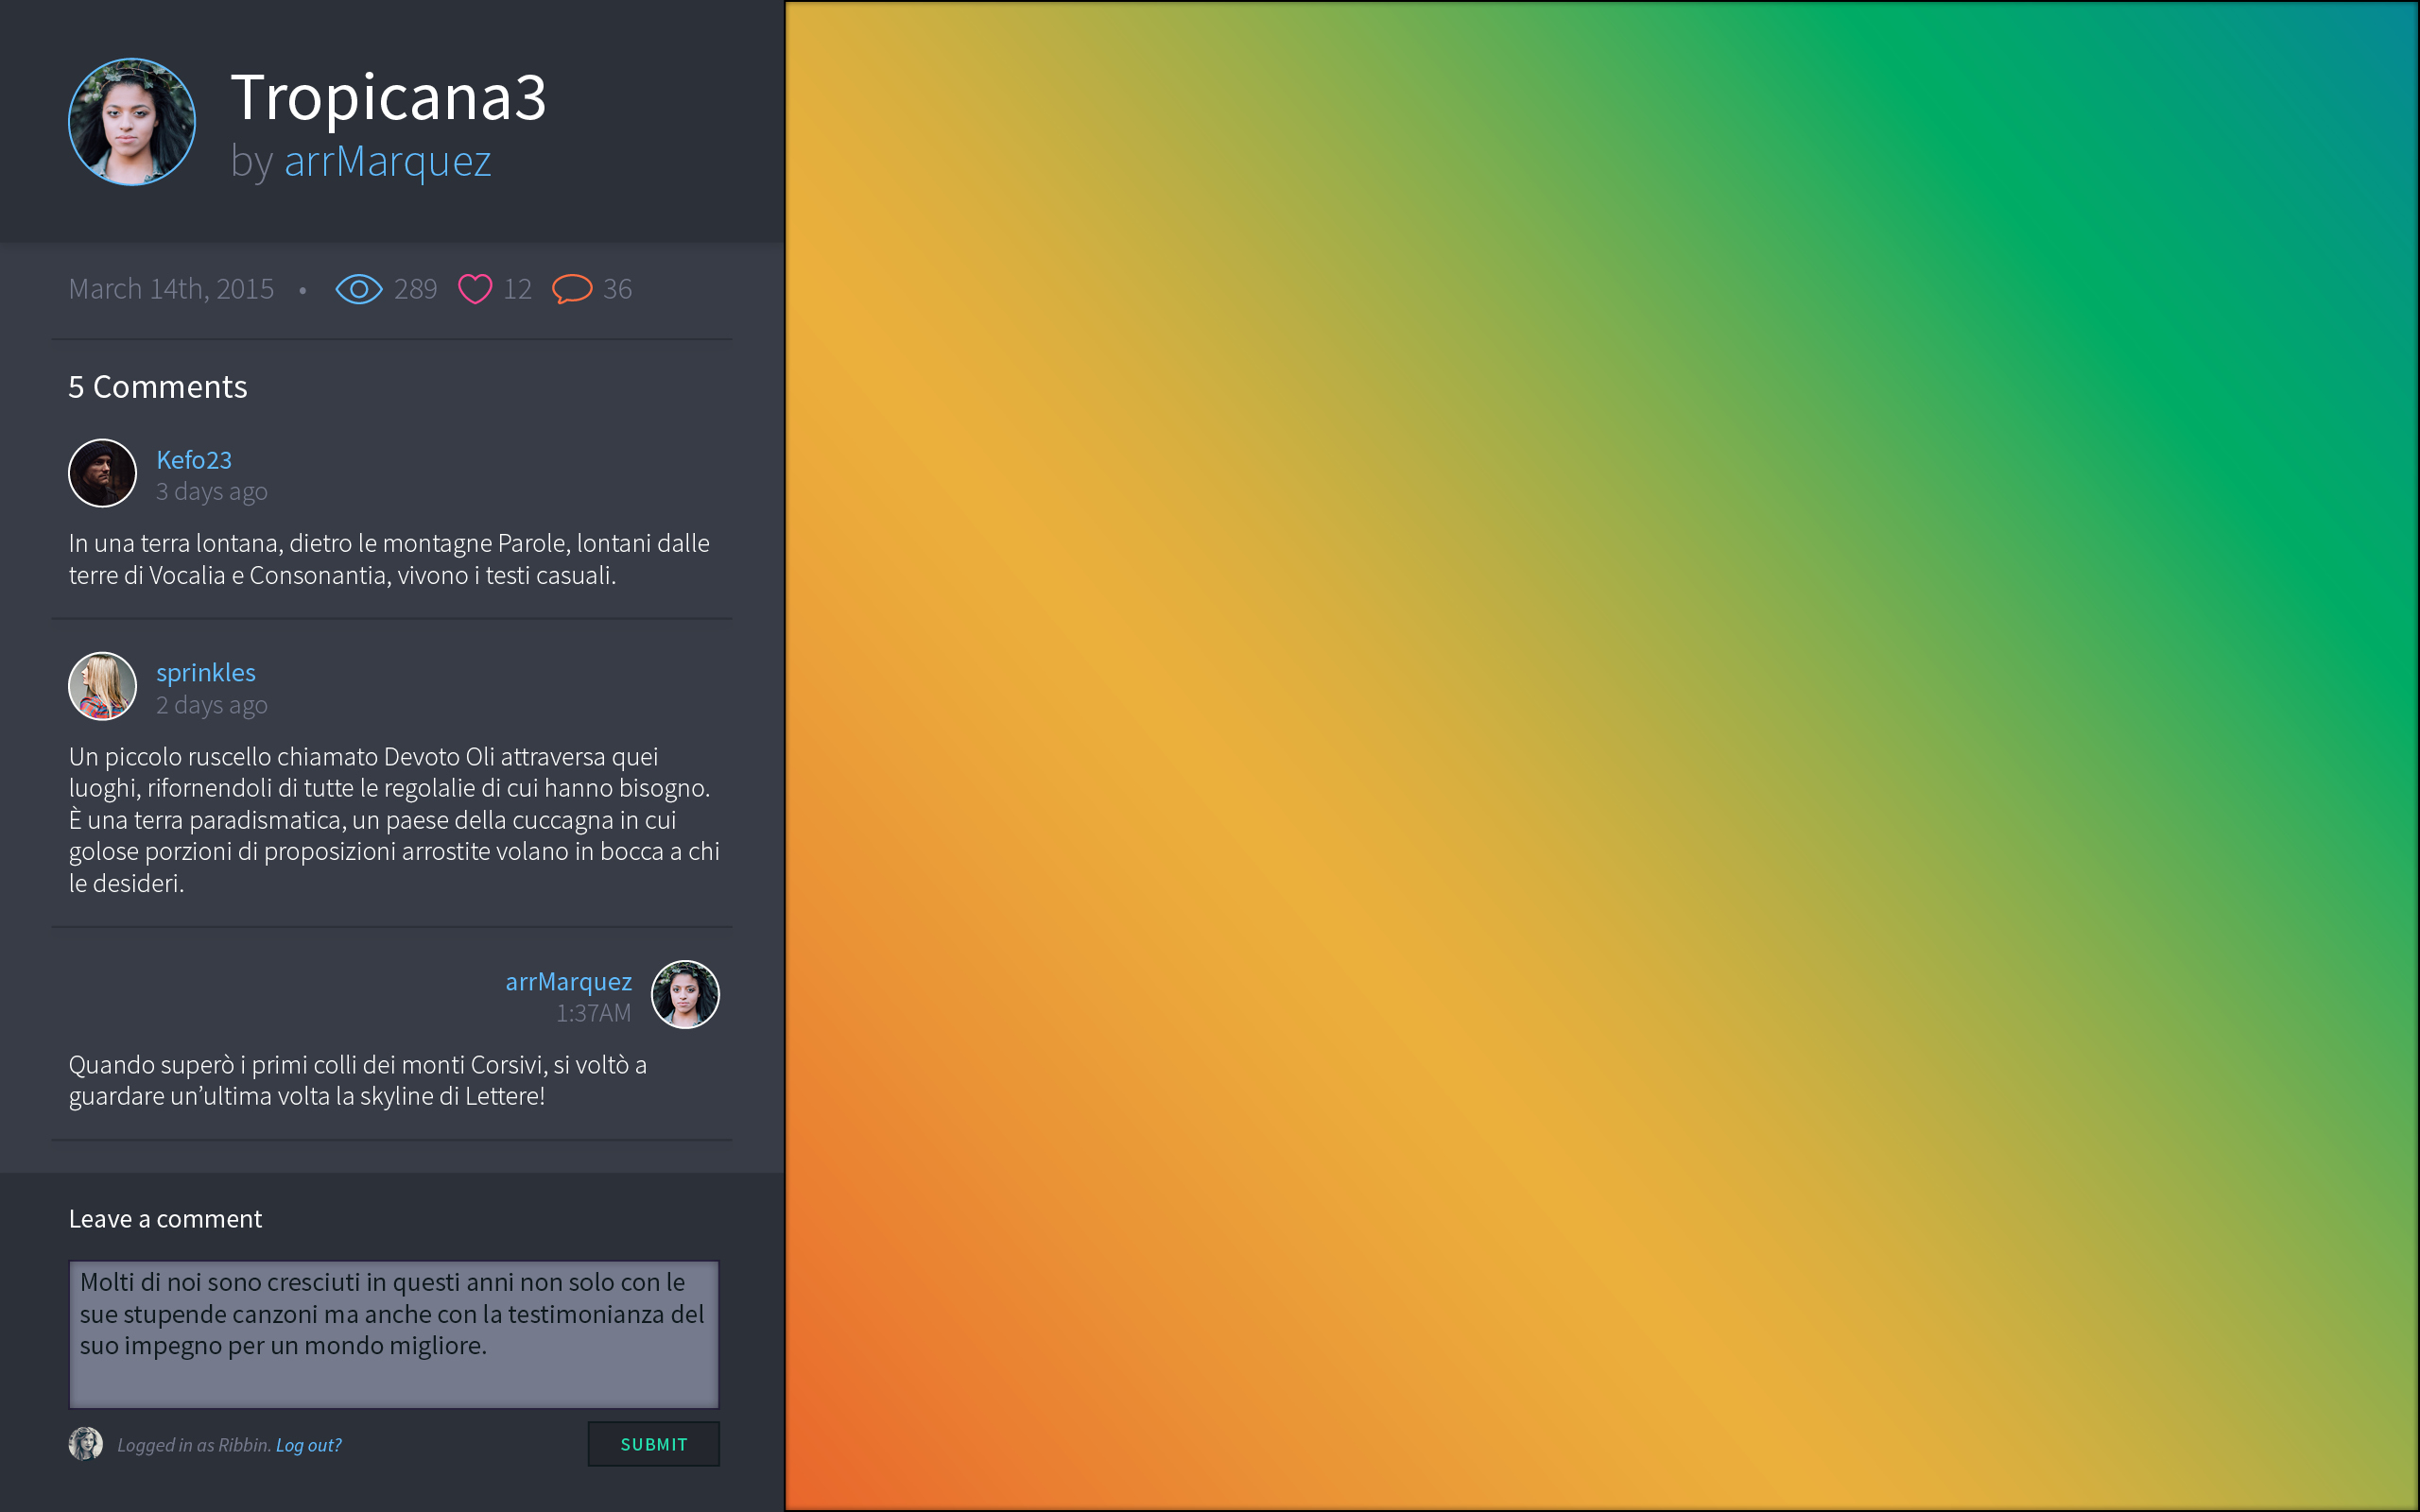 Tropicana3
by arrMarquez
March 14th, 2015 • 289 12 36
5 Comments
Kefo23
3 days ago
In una terra lontana, dietro le montagne Parole, lontani dalle
terre di Vocalia e Consonantia, vivono i testi casuali.
sprinkles
2 days ago
Un piccolo ruscello chiamato Devoto Oli attraversa quei
luoghi, rifornendoli di tutte le regolalie di cui hanno bisogno.
È una terra paradismatica, un paese della cuccagna in cui
golose porzioni di proposizioni arrostite volano in bocca a chi
le desideri.
arrMarquez
1:37AM
Quando superò i primi colli dei monti Corsivi, si voltò a
guardare un’ultima volta la skyline di Lettere!
Leave a comment
Molti di noi sono cresciuti in questi anni non solo con le
sue stupende canzoni ma anche con la testimonianza del
suo impegno per un mondo migliore.
Logged in as Ribbin. Log out?
SUBMIT